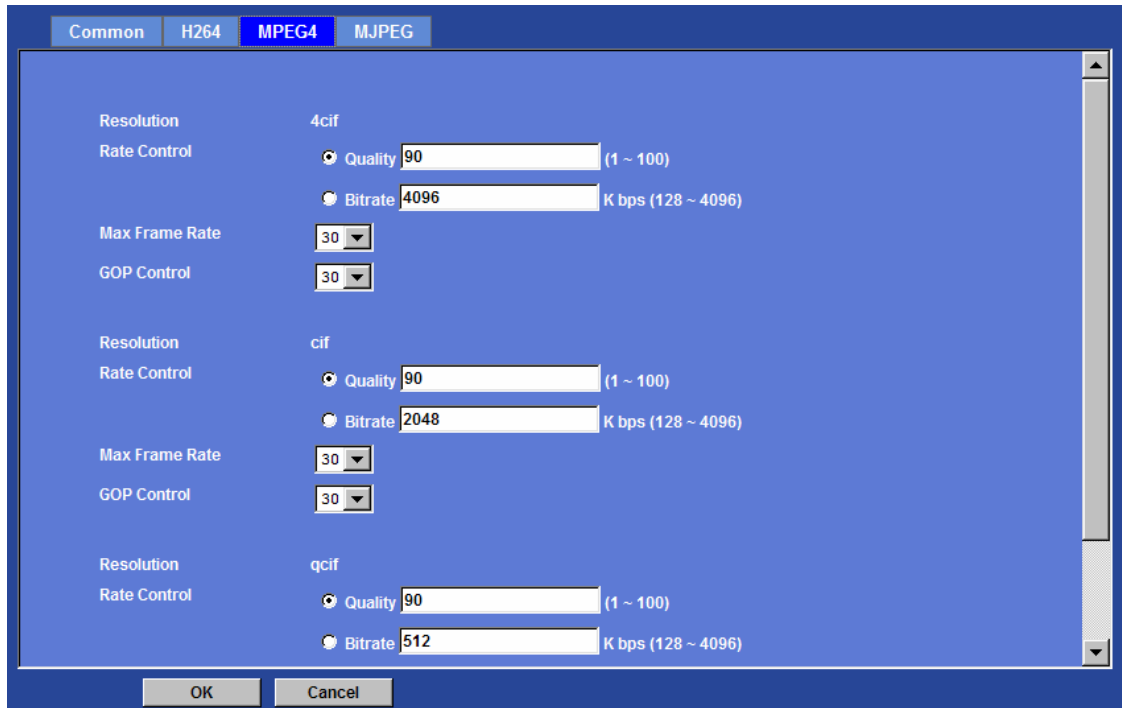 Common H264 MPEG4 MJPEG
Resolution 4cif
Rate Control Quality 90 (1 ~ 100)
Bitrate 4096 K bps (128 ~ 4096)
Max Frame Rate 30
GOP Control 30
Resolution cif
Rate Control Quality 90 (1 ~ 100)
Bitrate 2048 K bps (128 ~ 4096)
Max Frame Rate 30
GOP Control 30
Resolution qcif
Rate Control Quality 90 (1 ~ 100)
Bitrate 512 K bps (128 ~ 4096)
OK Cancel